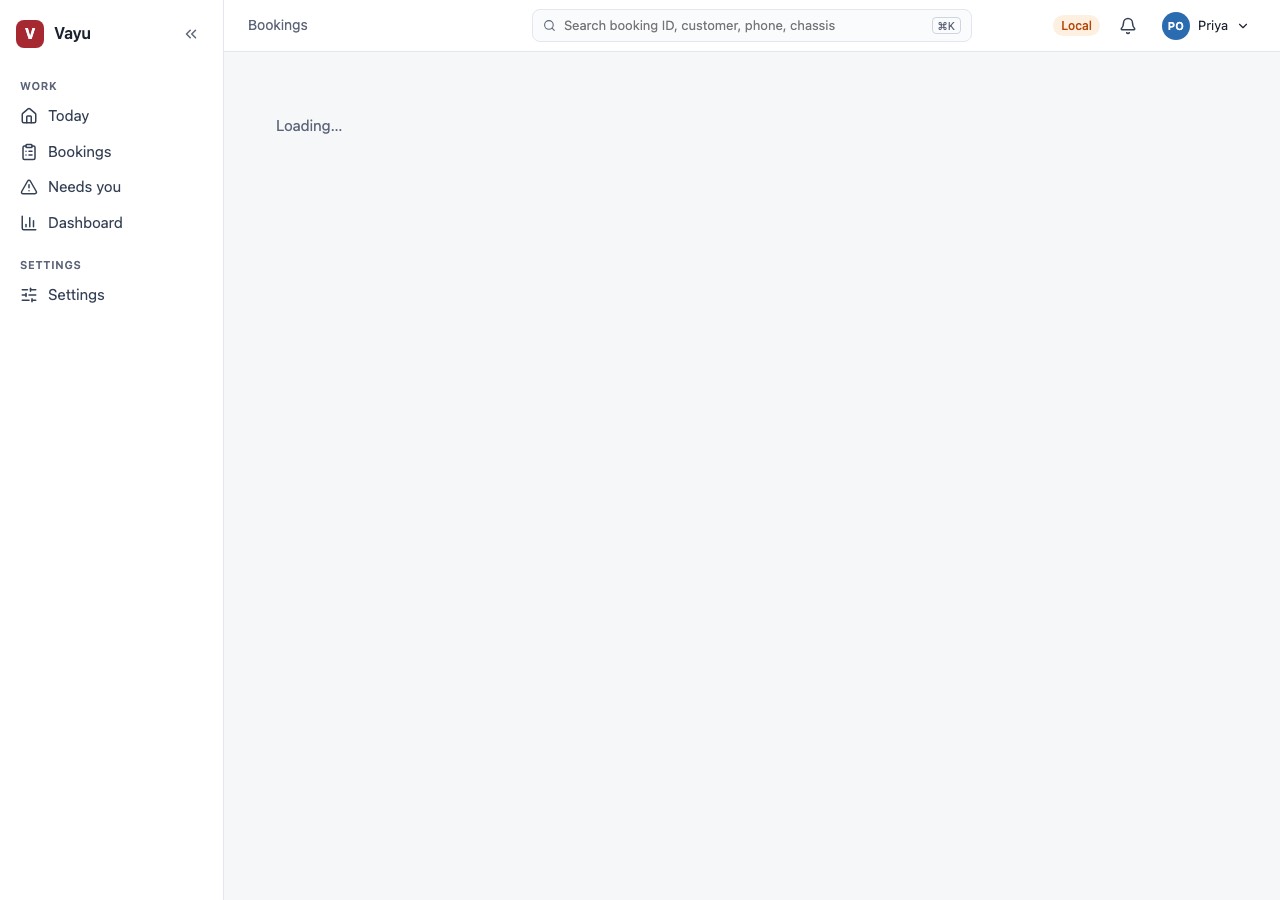 V Vayu
WORK
Today
Bookings
Needs you
Dashboard
SETTINGS
Settings
Bookings
Search booking ID, customer, phone, chassis ⌘K
Local
PO Priya
Loading...